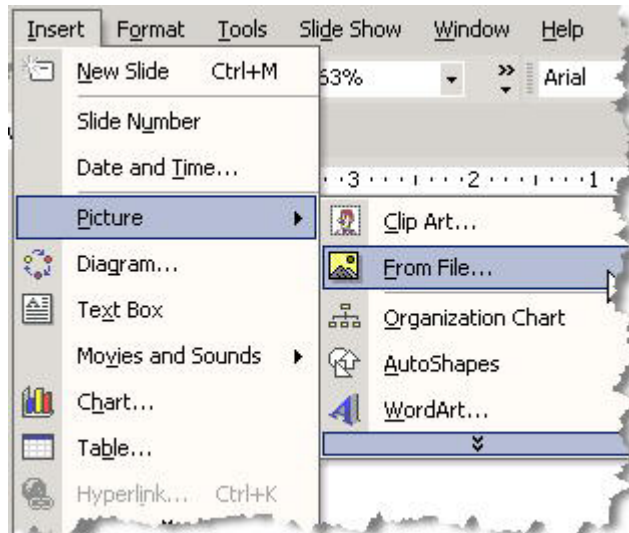 Insert Format Tools Slide Show Window Help
New Slide Ctrl+M
63% Arial
Slide Number
Date and Time...
3 2 1
Picture
Clip Art...
Diagram...
From File...
Text Box
Organization Chart
Movies and Sounds
AutoShapes
Chart...
WordArt...
Table...
Hyperlink... Ctrl+K